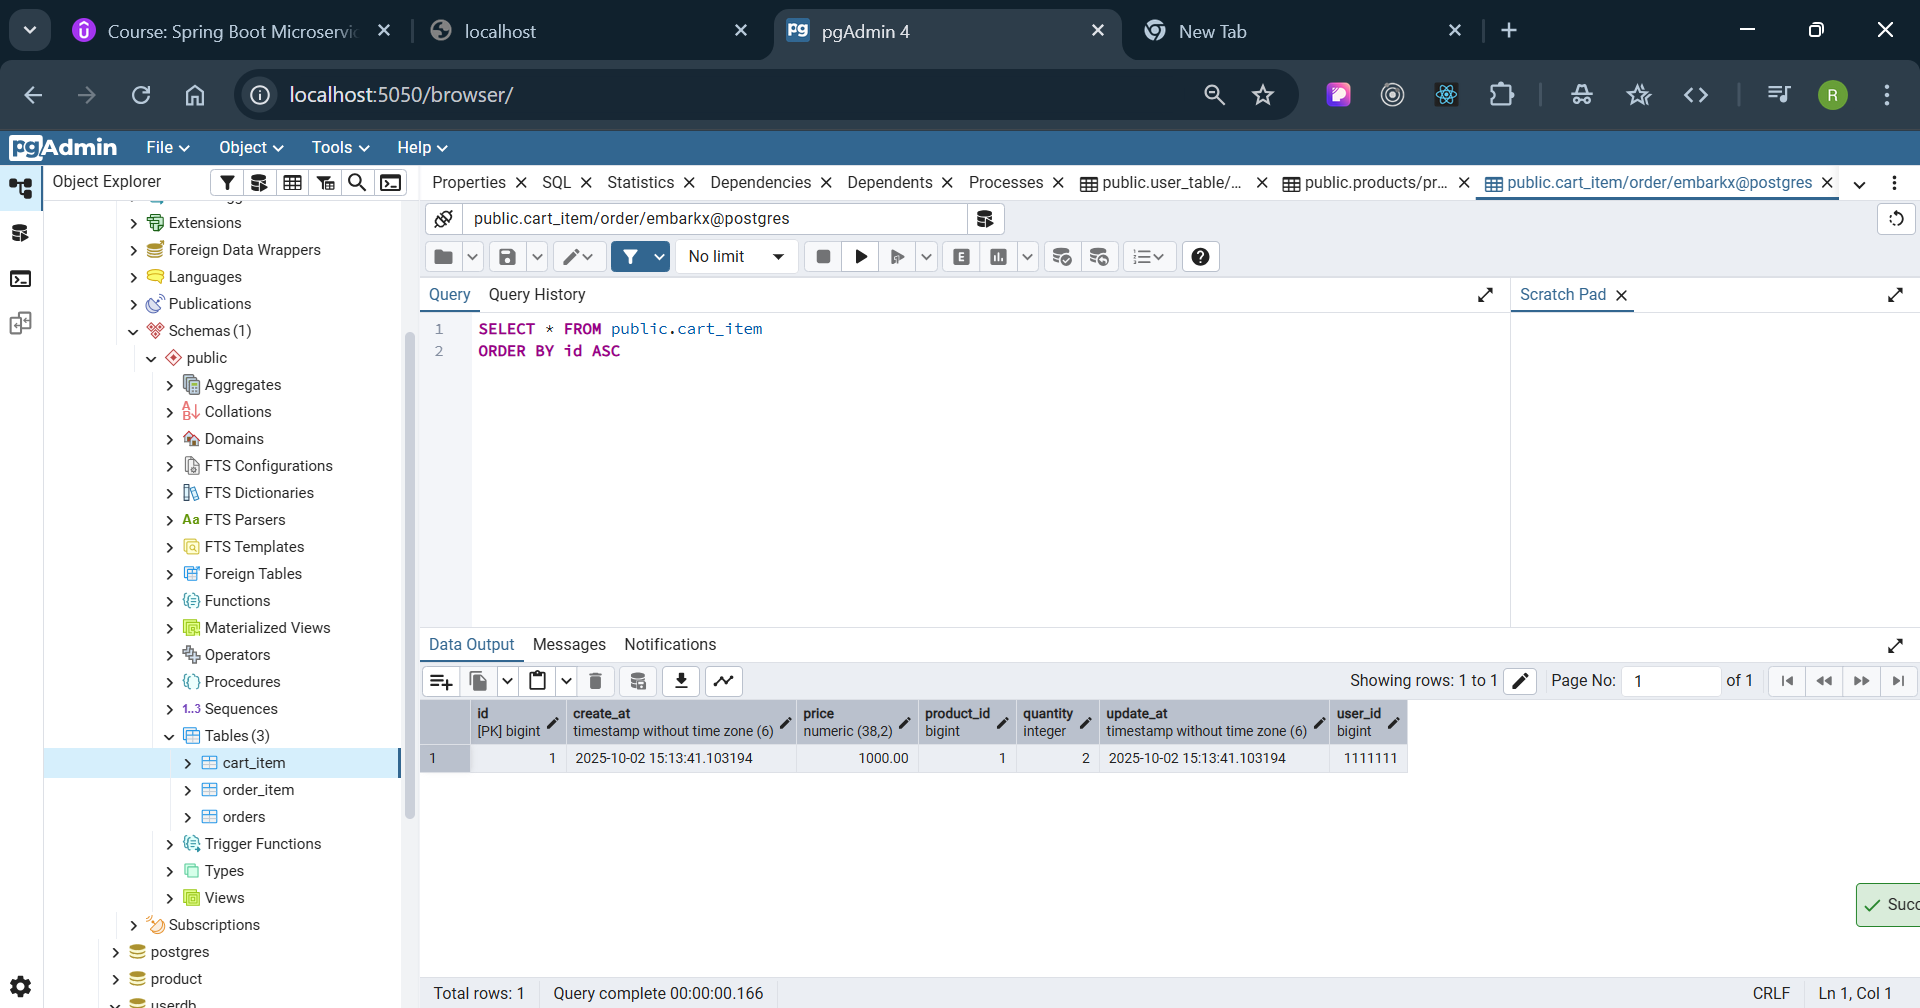 Course: Spring Boot Microservic
localhost
pgAdmin 4
New Tab
localhost:5050/browser/
R
pgAdmin
File
Object
Tools
Help
Object Explorer
Properties
SQL
Statistics
Dependencies
Dependents
Processes
public.user_table/...
public.products/pr...
public.cart_item/order/embarkx@postgres
public.cart_item/order/embarkx@postgres
No limit
E
Query
Query History
Scratch Pad
1 SELECT * FROM public.cart_item
2 ORDER BY id ASC
Extensions
Foreign Data Wrappers
Languages
Publications
Schemas (1)
public
Aggregates
Collations
Domains
FTS Configurations
FTS Dictionaries
Aa FTS Parsers
FTS Templates
Foreign Tables
Functions
Materialized Views
Operators
Procedures
1..3 Sequences
Tables (3)
cart_item
order_item
orders
Trigger Functions
Types
Views
Subscriptions
postgres
product
userdb
Data Output
Messages
Notifications
Showing rows: 1 to 1
Page No: 1 of 1
id [PK] bigint
create_at timestamp without time zone (6)
price numeric (38,2)
product_id bigint
quantity integer
update_at timestamp without time zone (6)
user_id bigint
1 1 2025-10-02 15:13:41.103194 1000.00 1 2 2025-10-02 15:13:41.103194 1111111
Succ
Total rows: 1
Query complete 00:00:00.166
CRLF
Ln 1, Col 1